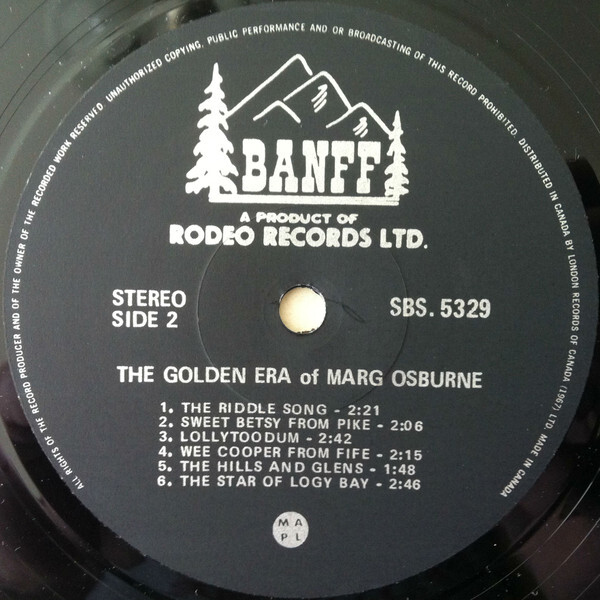 ALL RIGHTS OF THE RECORD PRODUCER AND OF THE OWNER OF THE RECORDED WORK RESERVED UNAUTHORIZED COPYING, PUBLIC PERFORMANCE AND OR BROADCASTING OF THIS RECORD PROHIBITED. DISTRIBUTED IN CANADA BY LONDON RECORDS OF CANADA (1967) LTD MADE IN CANADA
BANFF
A PRODUCT OF
RODEO RECORDS LTD.
STEREO
SIDE 2
SBS. 5329
THE GOLDEN ERA of MARG OSBURNE
1. THE RIDDLE SONG - 2:21
2. SWEET BETSY FROM PIKE - 2:06
3. LOLLYTOODUM - 2:42
4. WEE COOPER FROM FIFE - 2:15
5. THE HILLS AND GLENS - 1:48
6. THE STAR OF LOGY BAY - 2:46
M A
P L